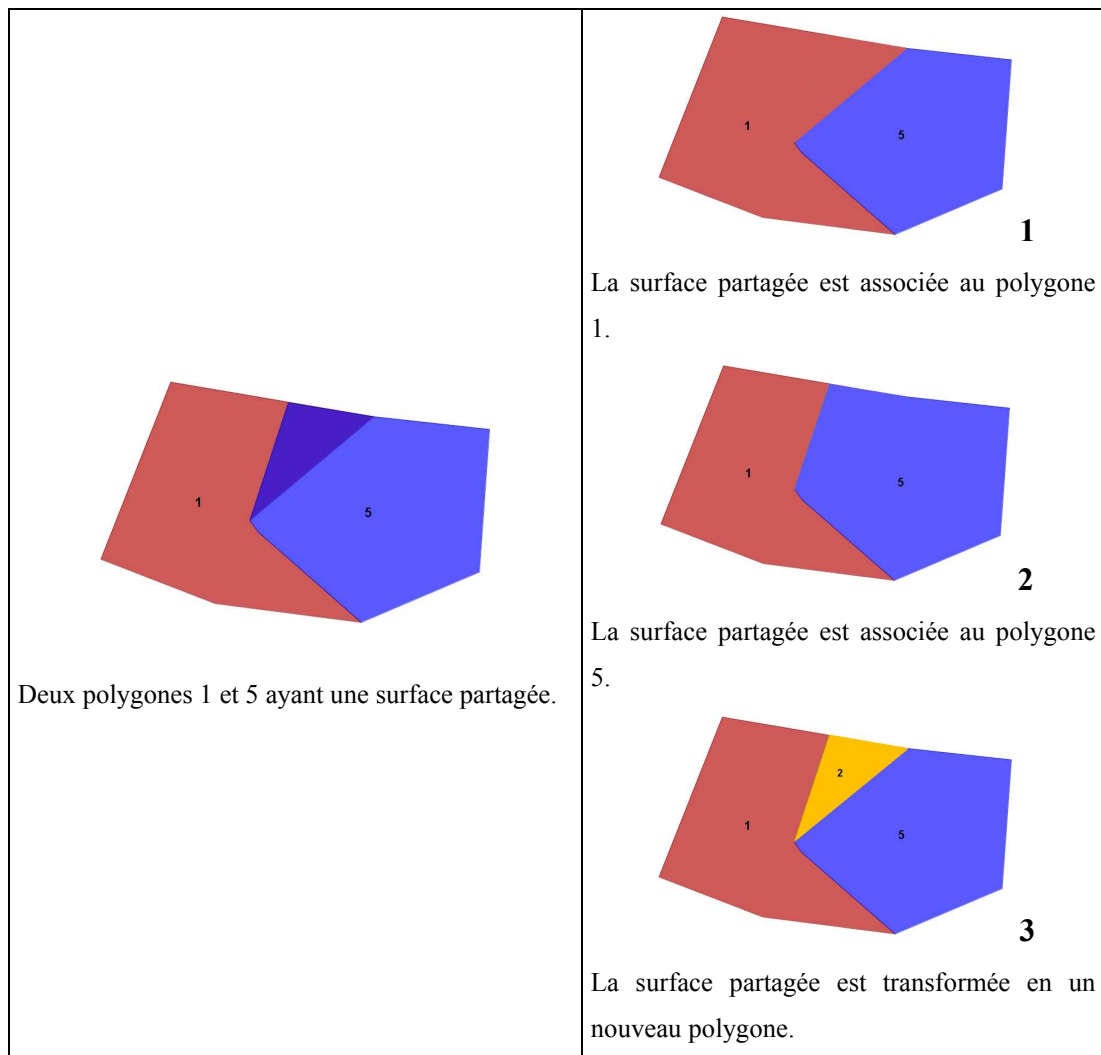 1
5
Deux polygones 1 et 5 ayant une surface partagée.
1
5
1
La surface partagée est associée au polygone
1.
1
5
2
La surface partagée est associée au polygone
5.
2
1
5
3
La surface partagée est transformée en un
nouveau polygone.